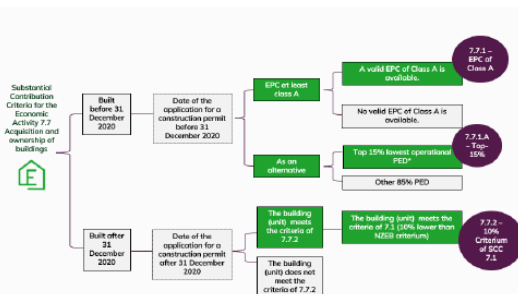 Substantial
Contribution
Criteria for the
Economic
Activity 7.7
Acquisition and
ownership of
buildings
Built
before 31
December
2020
Date of the
application for a
construction permit
before 31
December 2020
EPC at least
class A
A valid EPC of Class A is
available.
7.7.1 –
EPC of
Class A
No valid EPC of Class A is
available.
As an
alternative
Top 15% lowest operational
PED*
7.7.1.A
– Top-
15%
Other 85% PED
Built after
31
December
2020
Date of the
application for a
construction permit
after 31 December
2020
The building
(unit) meets
the criteria of
7.7.2
The building (unit) meets the
criteria of 7.1 (10% lower than
NZEB criterium)
7.7.2 –
10%
Criterium
of SCC
7.1
The building
(unit) does not
meet the
criteria of 7.7.2